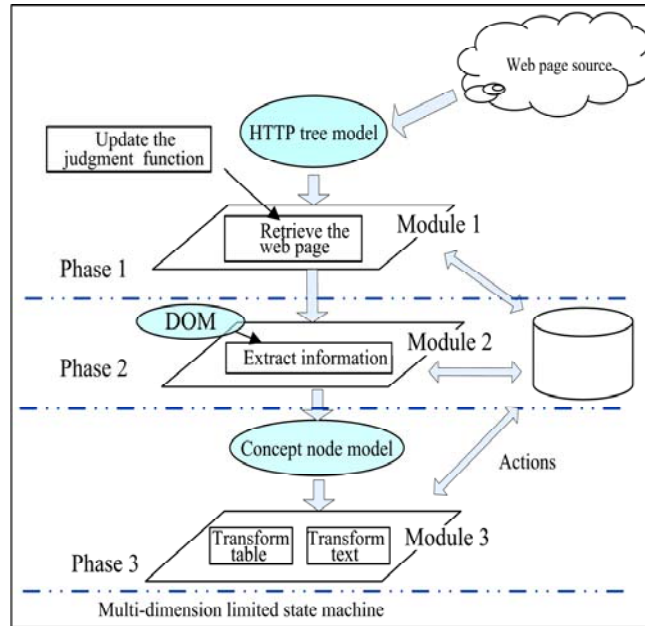 Web page source
HTTP tree model
Update the
judgment function
Retrieve the
web page
Module 1
Phase 1
DOM
Extract information
Module 2
Phase 2
Concept node model
Actions
Transform
table
Transform
text
Module 3
Phase 3
Multi-dimension limited state machine